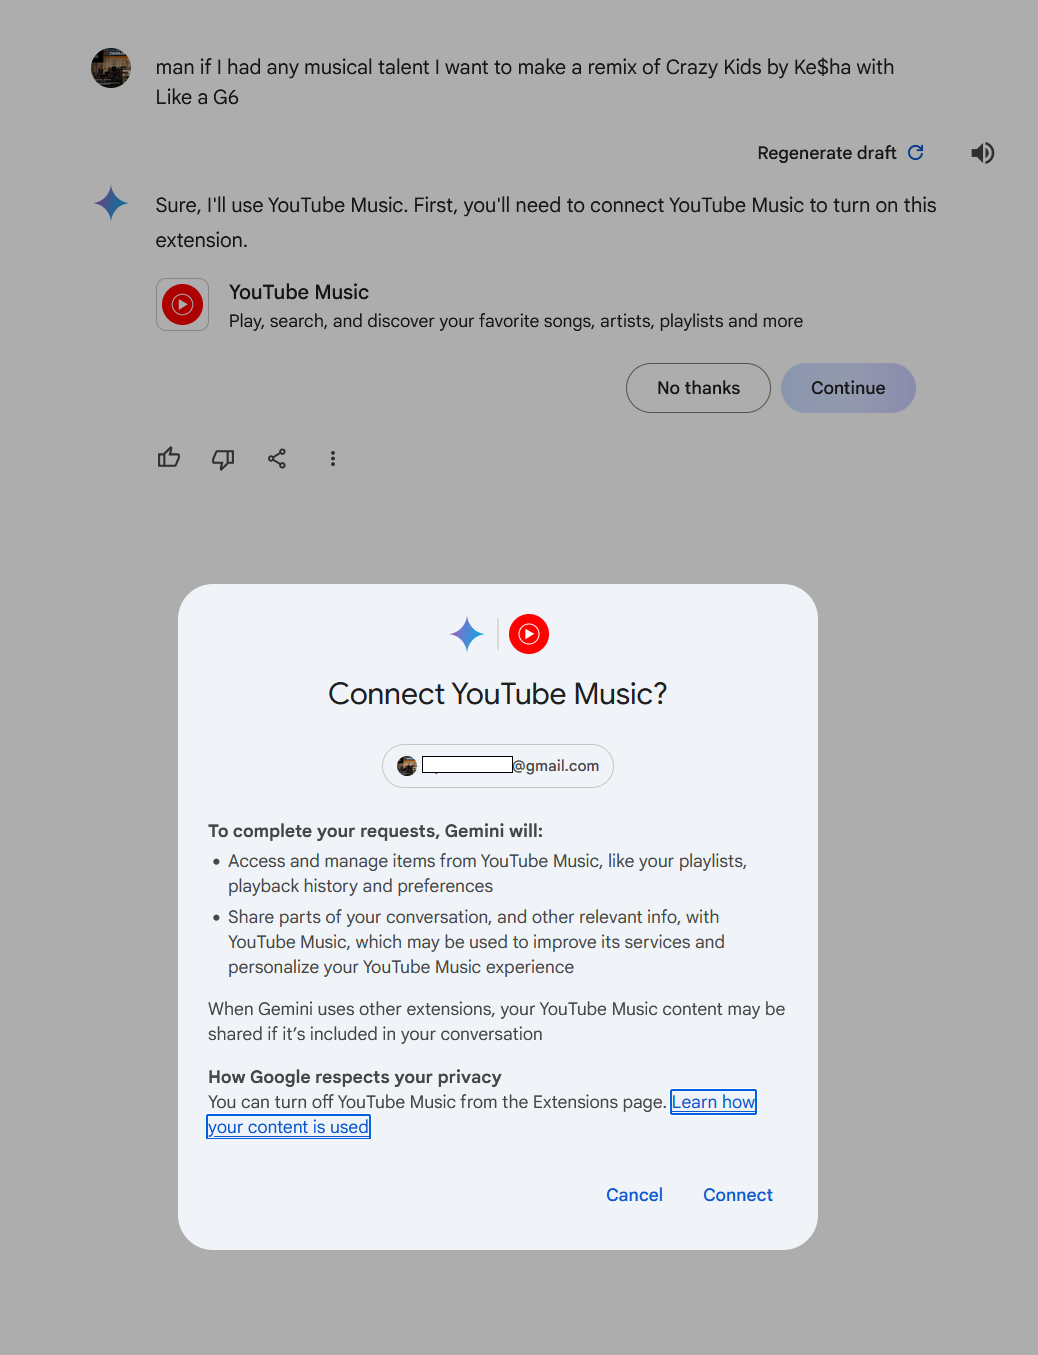 man if I had any musical talent I want to make a remix of Crazy Kids by Ke$ha with
Like a G6
Regenerate draft
Sure, I'll use YouTube Music. First, you'll need to connect YouTube Music to turn on this
extension.
YouTube Music
Play, search, and discover your favorite songs, artists, playlists and more
No thanks
Continue
Connect YouTube Music?
@gmail.com
To complete your requests, Gemini will:
• Access and manage items from YouTube Music, like your playlists,
playback history and preferences
• Share parts of your conversation, and other relevant info, with
YouTube Music, which may be used to improve its services and
personalize your YouTube Music experience
When Gemini uses other extensions, your YouTube Music content may be
shared if it’s included in your conversation
How Google respects your privacy
You can turn off YouTube Music from the Extensions page. Learn how
your content is used
Cancel
Connect